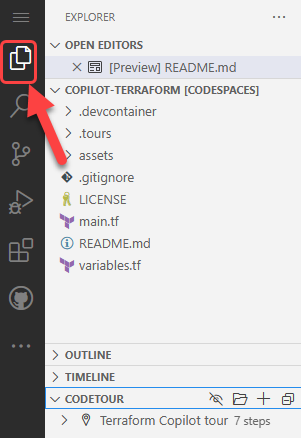 EXPLORER
OPEN EDITORS
[Preview] README.md
COPILOT-TERRAFORM [CODESPACES]
.devcontainer
.tours
assets
.gitignore
LICENSE
main.tf
README.md
variables.tf
OUTLINE
TIMELINE
CODETOUR
Terraform Copilot tour 7 steps